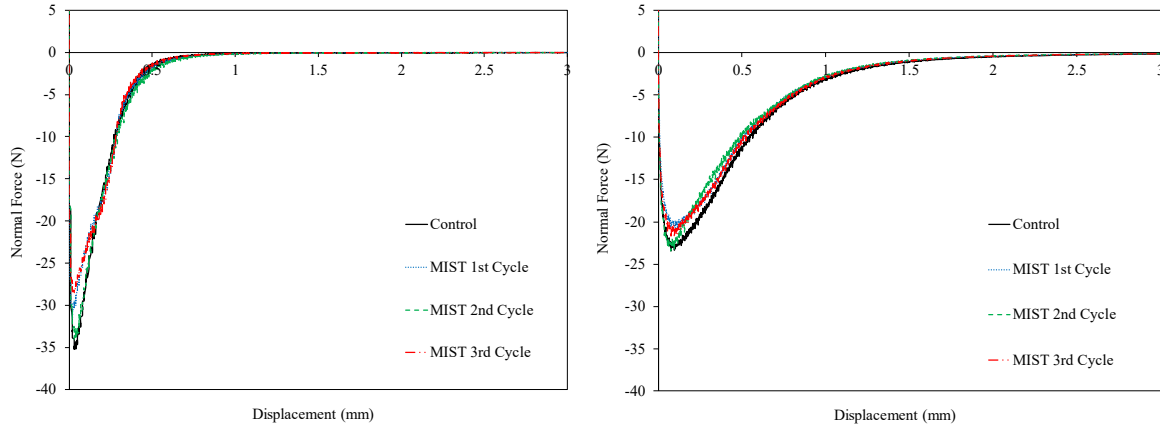 5
0
-5
-10
-15
-20
-25
-30
-35
-40
0 0.5 1 1.5 2 2.5 3
Normal Force (N)
Displacement (mm)
Control
MIST 1st Cycle
MIST 2nd Cycle
MIST 3rd Cycle
5
0
-5
-10
-15
-20
-25
-30
-35
-40
0 0.5 1 1.5 2 2.5 3
Normal Force (N)
Displacement (mm)
Control
MIST 1st Cycle
MIST 2nd Cycle
MIST 3rd Cycle